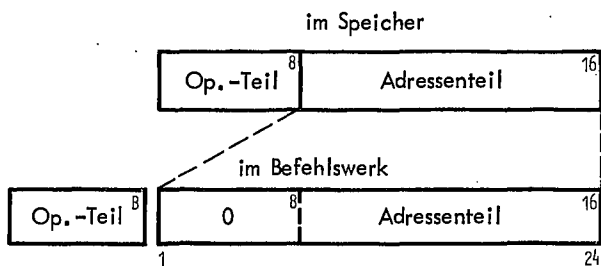 im Speicher
Op.-Teil 8 Adressenteil 16
im Befehlswerk
Op.-Teil 8 0 8 Adressenteil 16
1 24